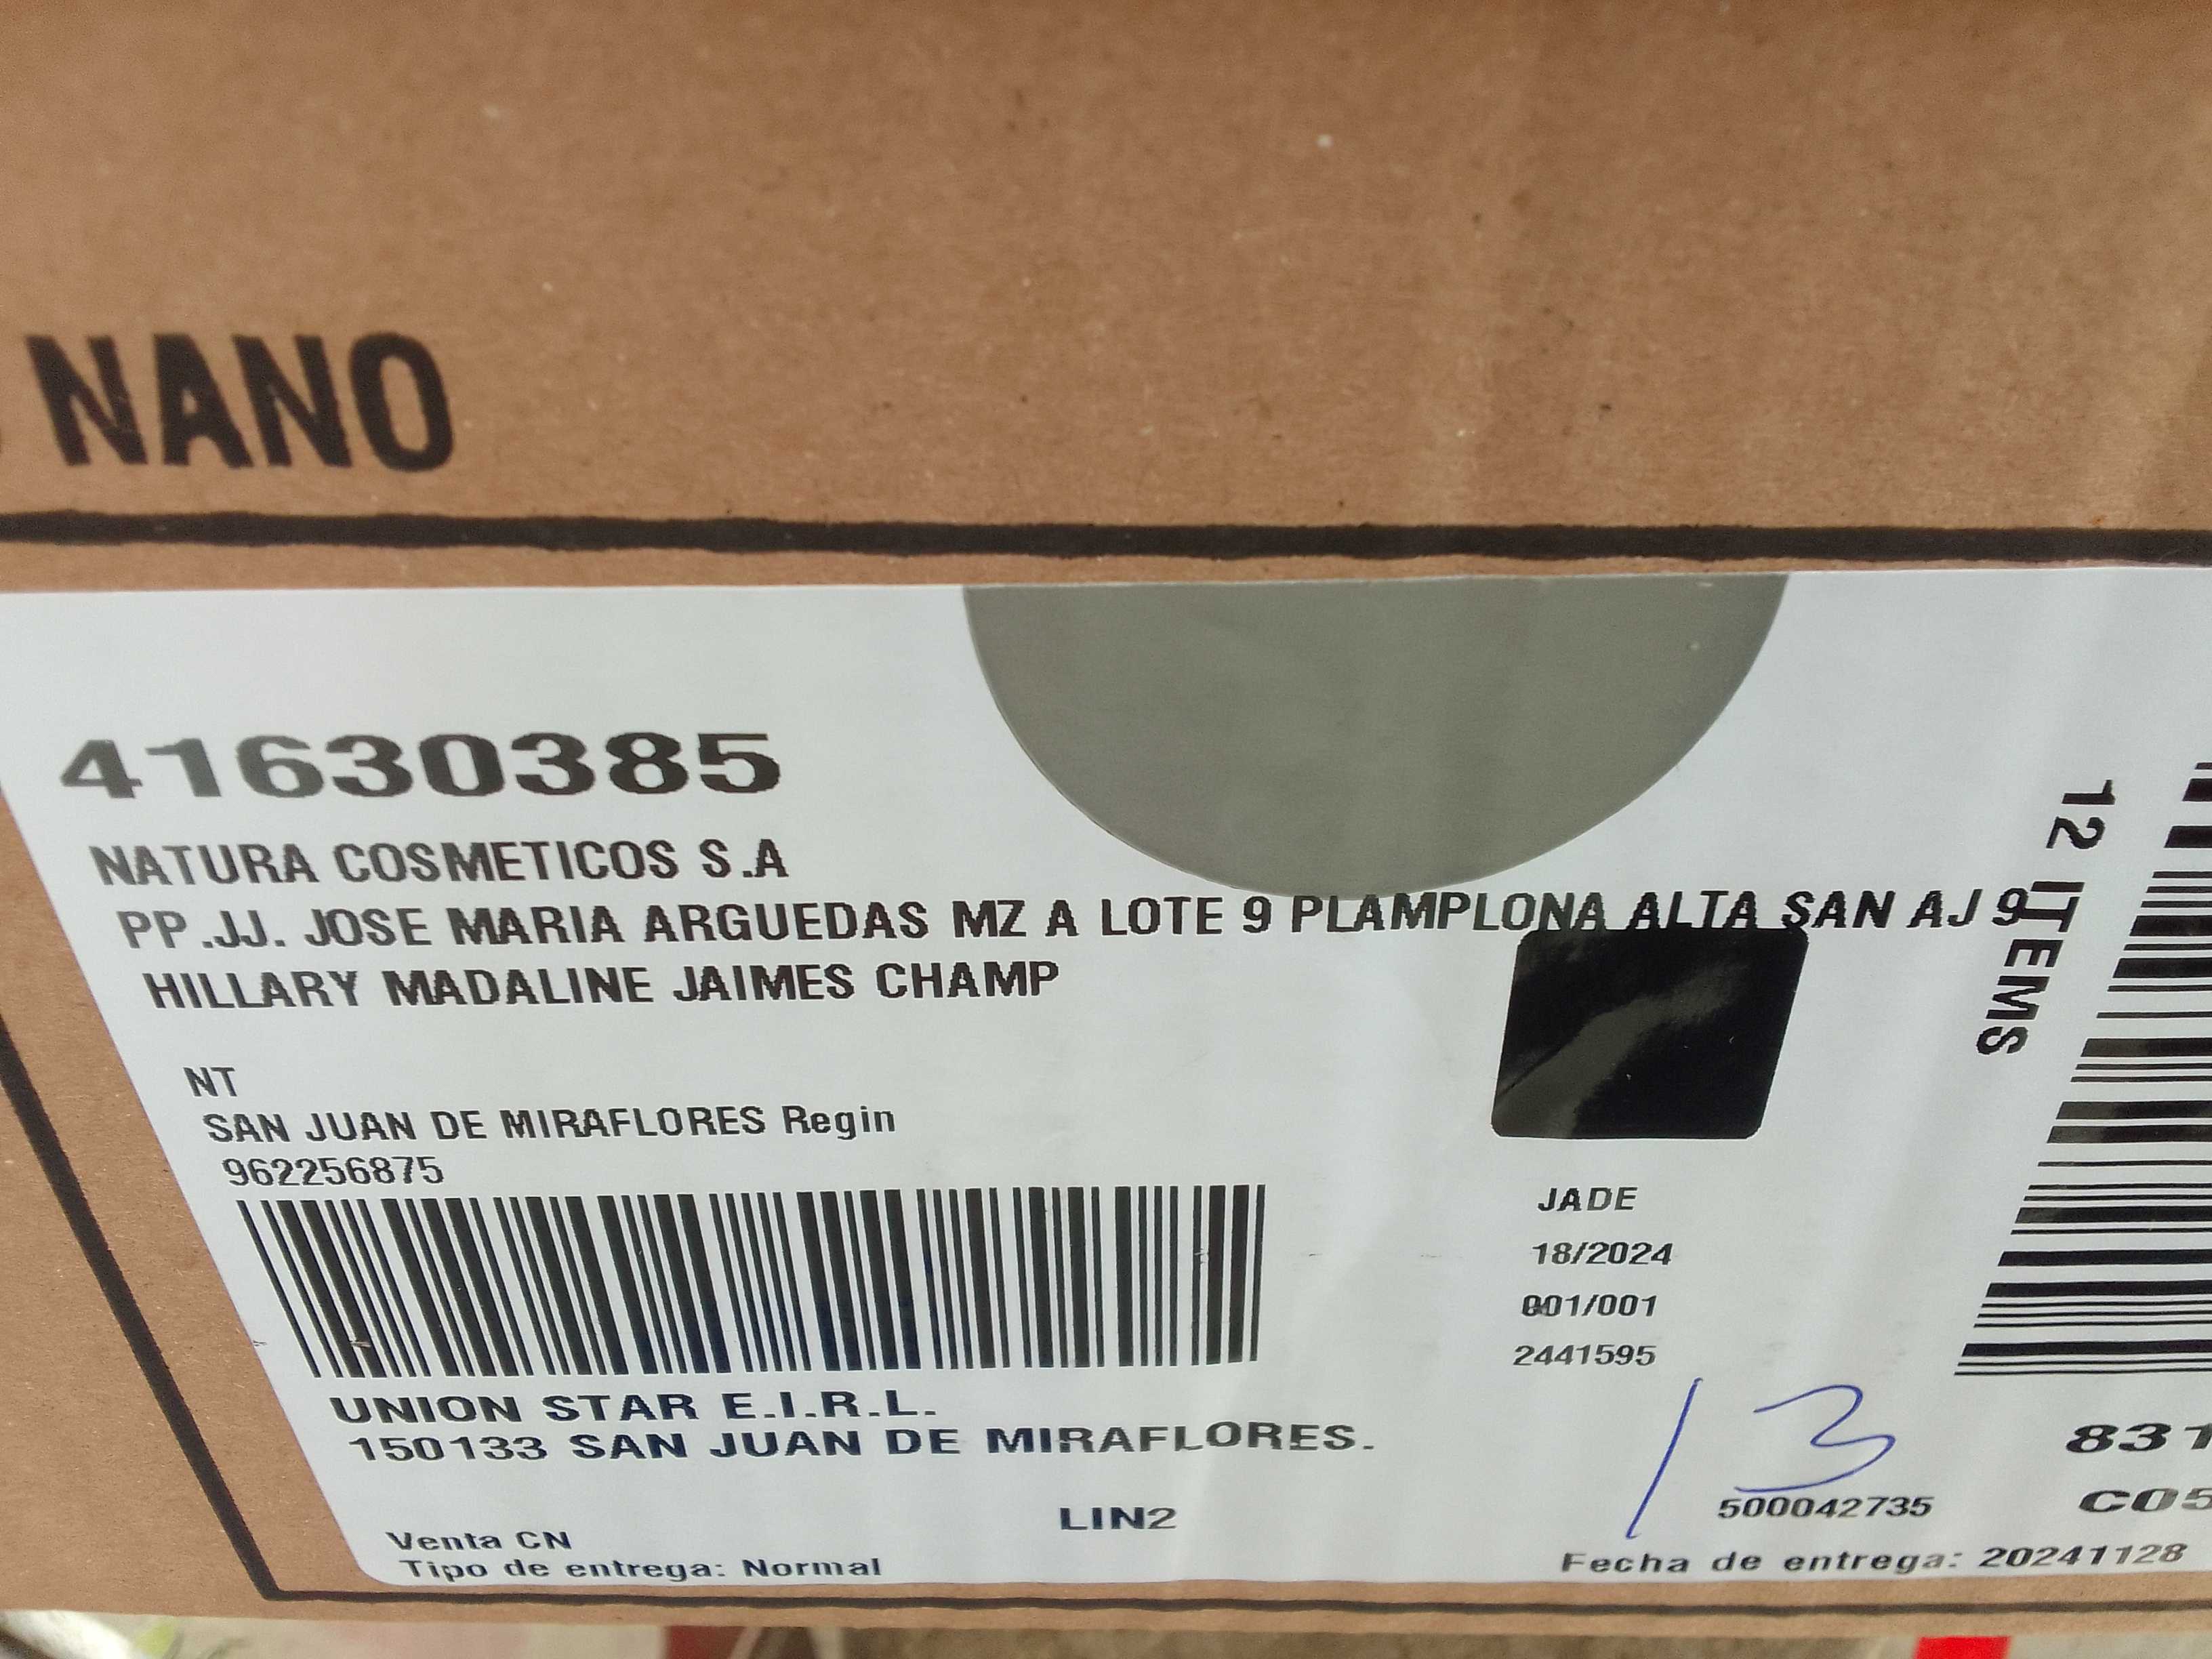 NANO
41630385
NATURA COSMETICOS S.A
PP.JJ. JOSE MARIA ARGUEDAS MZ A LOTE 9 PLAMPLONA ALTA SAN AJ 9
HILLARY MADALINE JAIMES CHAMP
12 ITEMS
NT
SAN JUAN DE MIRAFLORES Regin
962256875
JADE
18/2024
001/001
2441595
UNION STAR E.I.R.L.
150133 SAN JUAN DE MIRAFLORES.
13
831
C05
LIN2
500042735
Venta CN
Tipo de entrega: Normal
Fecha de entrega: 20241128